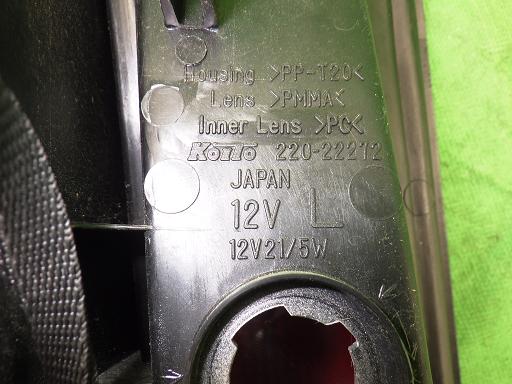 Housing >PP-T20<
Lens >PMMA<
Inner Lens >PC<
KOITO 220-22212
JAPAN
12V L
12V21/5W